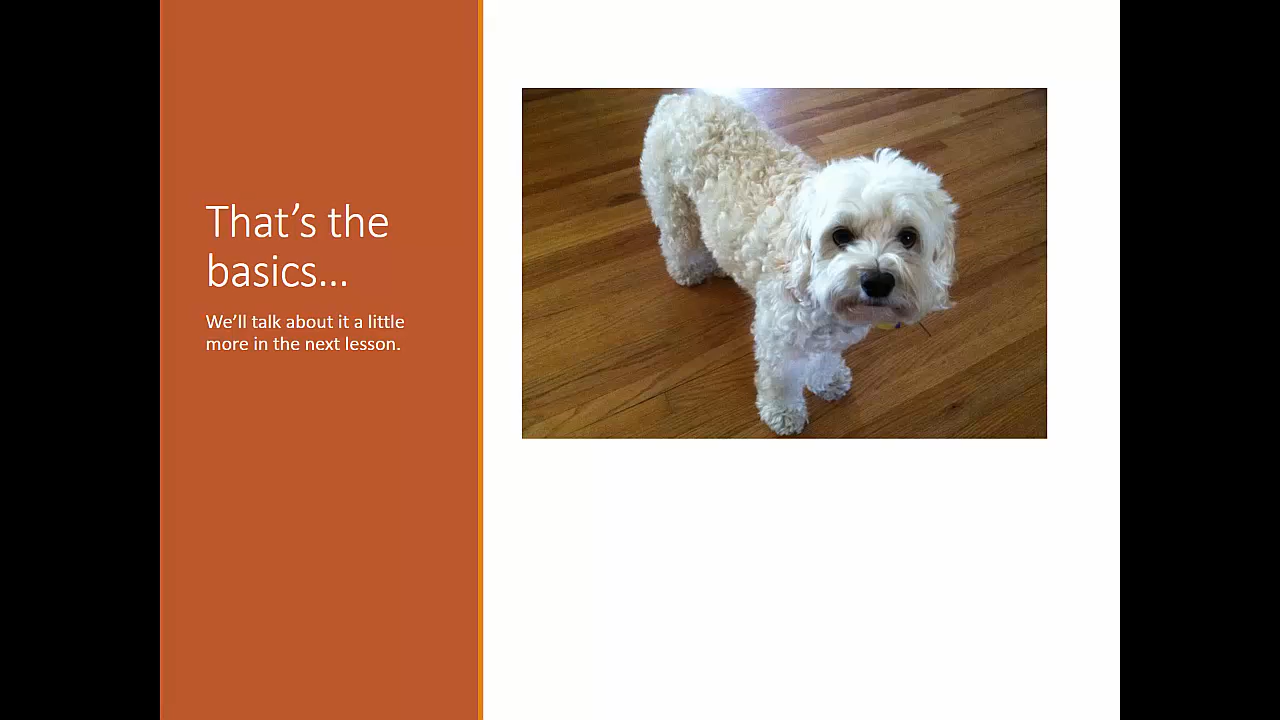 That’s the
basics...
We’ll talk about it a little
more in the next lesson.